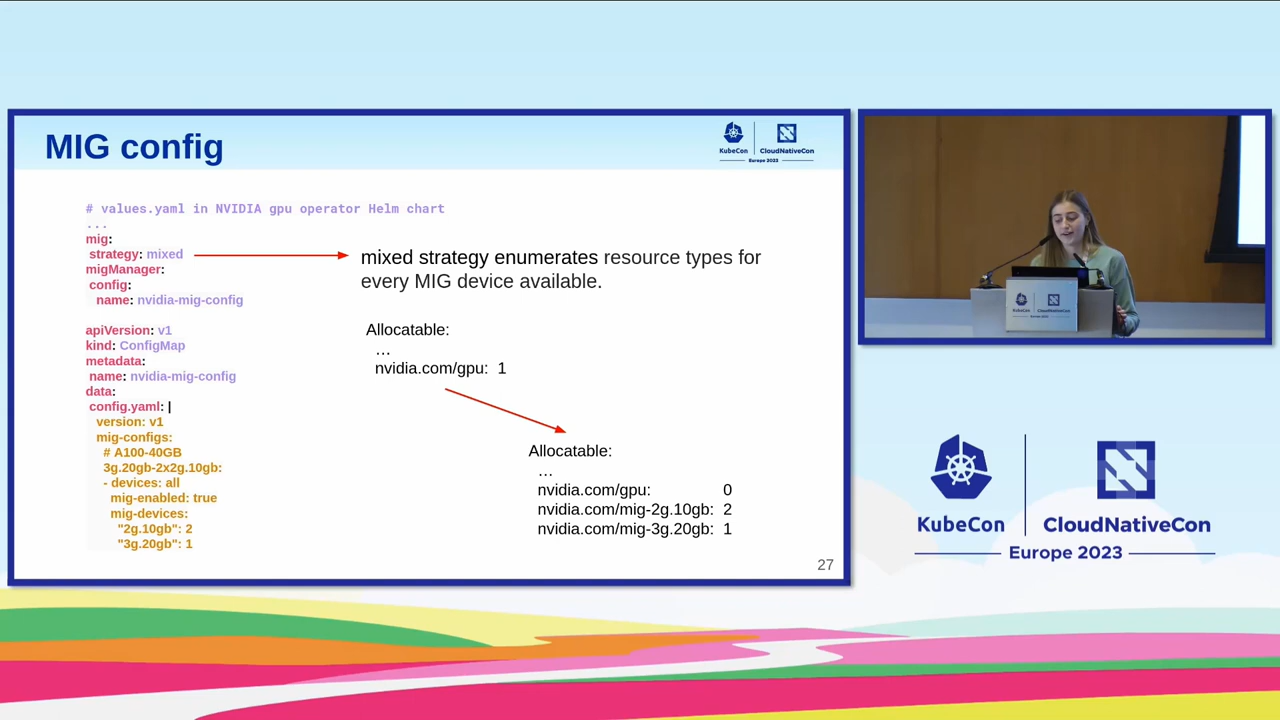 MIG config
KubeCon
CloudNativeCon
Europe 2023
# values.yaml in NVIDIA gpu operator Helm chart
...
mig:
strategy: mixed
migManager:
config:
name: nvidia-mig-config
apiVersion: v1
kind: ConfigMap
metadata:
name: nvidia-mig-config
data:
config.yaml: |
version: v1
mig-configs:
# A100-40GB
3g.20gb-2x2g.10gb:
- devices: all
mig-enabled: true
mig-devices:
"2g.10gb": 2
"3g.20gb": 1
mixed strategy enumerates resource types for
every MIG device available.
Allocatable:
...
nvidia.com/gpu: 1
Allocatable:
...
nvidia.com/gpu: 0
nvidia.com/mig-2g.10gb: 2
nvidia.com/mig-3g.20gb: 1
27
KubeCon
CloudNativeCon
Europe 2023